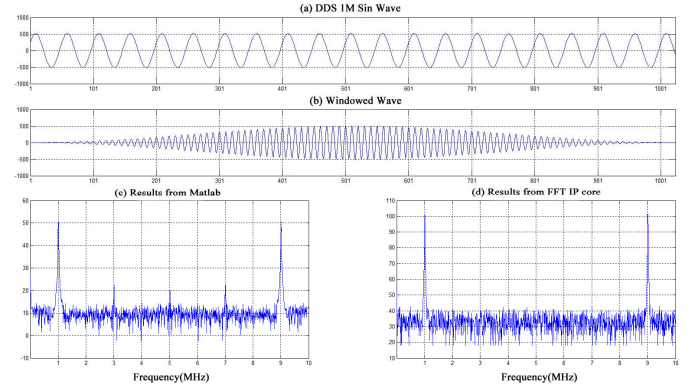 (a) DDS 1M Sin Wave
1000
500
0
-500
-1000
1 101 201 301 401 501 601 701 801 901 1001
(b) Windowed Wave
1000
500
0
-500
-1000
1 101 201 301 401 501 601 701 801 901 1001
(c) Results from Matlab
60
50
40
30
20
10
0
-10
0 1 2 3 4 5 6 7 8 9 10
Frequency(MHz)
(d) Results from FFT IP core
110
100
90
80
70
60
50
40
30
20
10
0 1 2 3 4 5 6 7 8 9 10
Frequency(MHz)